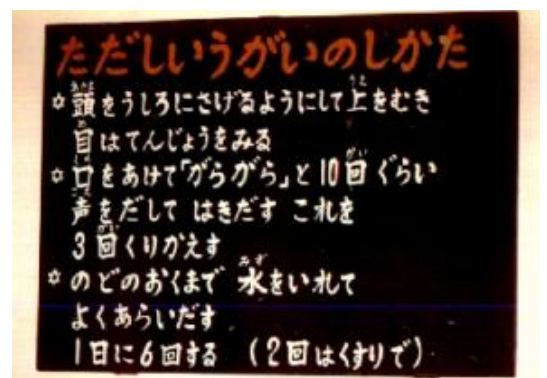 ただしいうがいのしかた
✡頭をうしろにさげるようにして上をむき
目はてんじょうをみる
✡口をあけて「がらがら」と10回ぐらい
声をだして はきだす これを
3回くりかえす
✡のどのおくまで 水をいれて
よくあらいだす
1日に6回する (2回はくすりで)